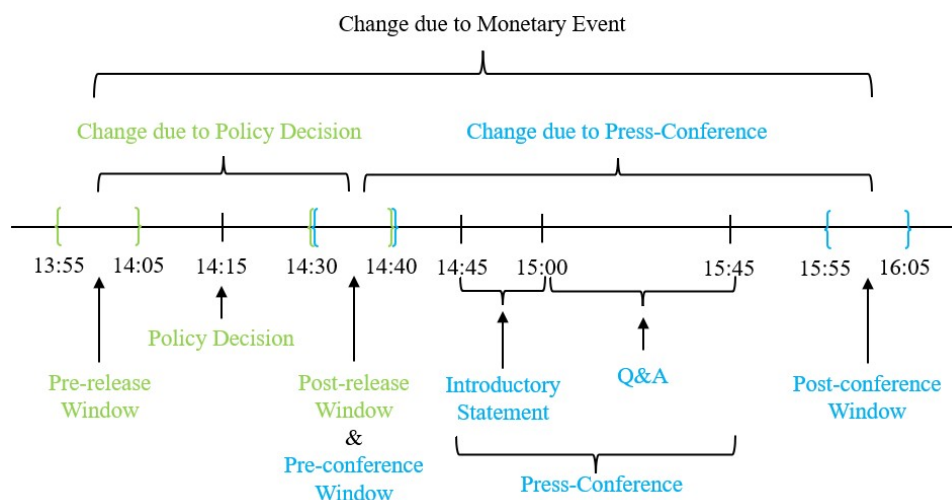 Change due to Monetary Event
Change due to Policy Decision
Change due to Press-Conference
13:55
14:05
14:15
14:30
14:40
14:45
15:00
15:45
15:55
16:05
Policy Decision
Pre-release
Window
Post-release
Window
&
Pre-conference
Window
Introductory
Statement
Q&A
Post-conference
Window
Press-Conference